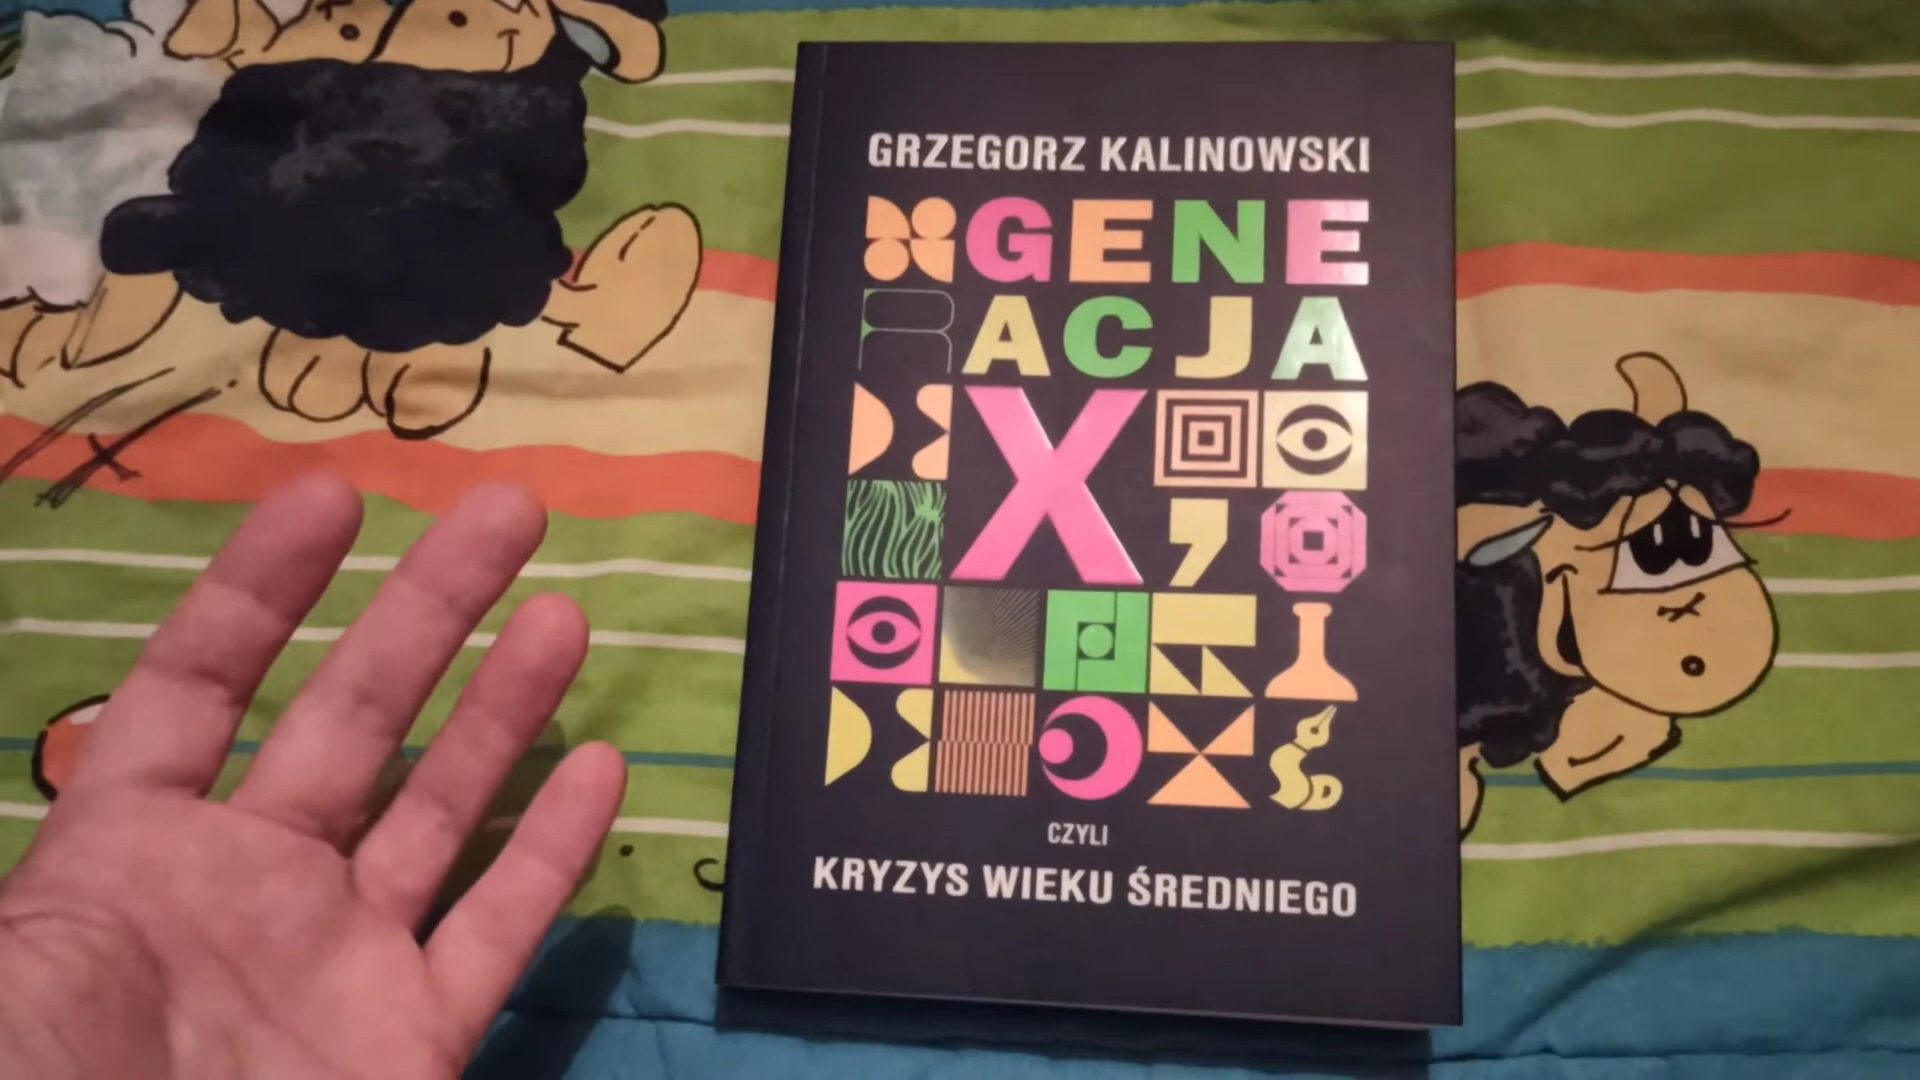 GRZEGORZ KALINOWSKI
GENE
RACJA
X
CZYLI
KRYZYS WIEKU ŚREDNIEGO